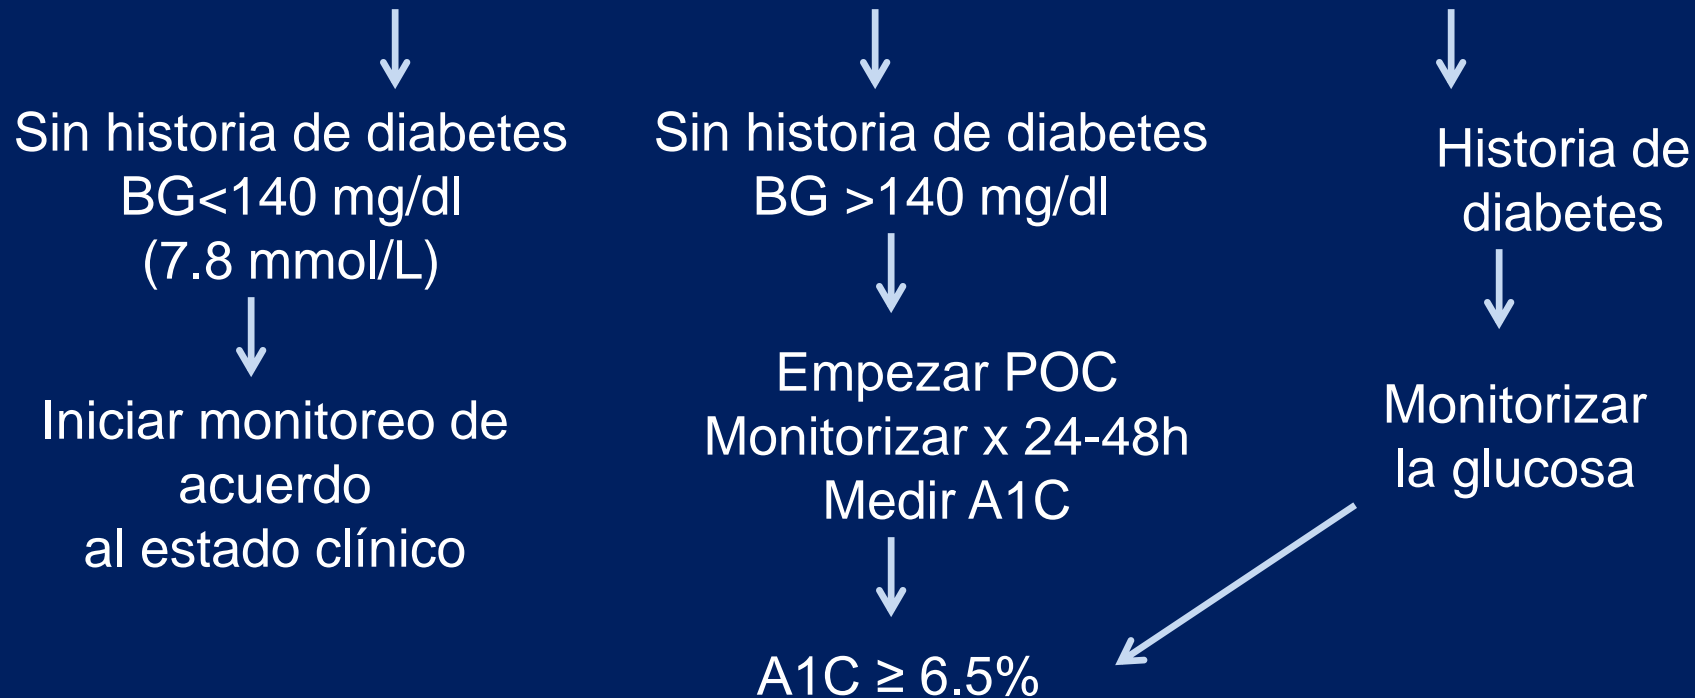 Sin historia de diabetes
BG<140 mg/dl
(7.8 mmol/L)
Iniciar monitoreo de
acuerdo
al estado clínico
Sin historia de diabetes
BG >140 mg/dl
Empezar POC
Monitorizar x 24-48h
Medir A1C
A1C ≥ 6.5%
Historia de
diabetes
Monitorizar
la glucosa